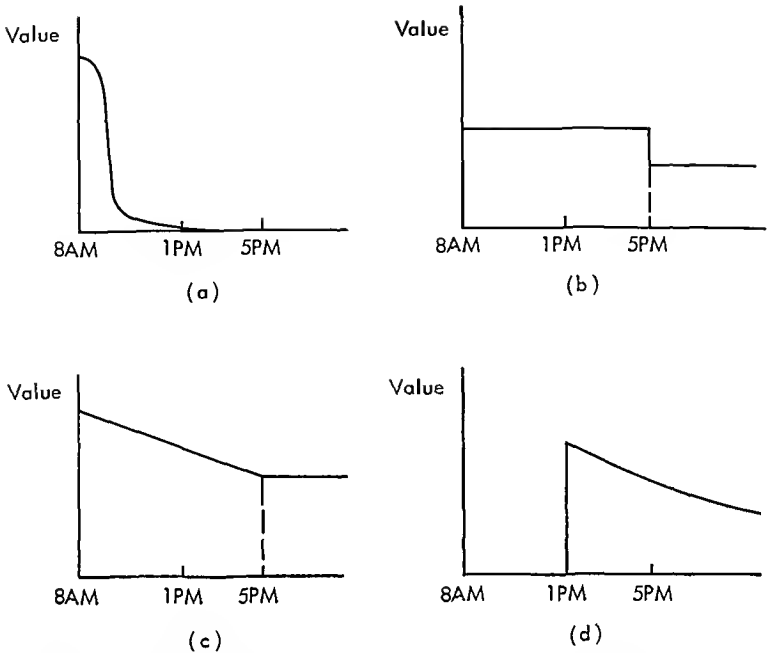 Value
8AM 1PM 5PM
(a)
Value
8AM 1PM 5PM
(b)
Value
8AM 1PM 5PM
(c)
Value
8AM 1PM 5PM
(d)